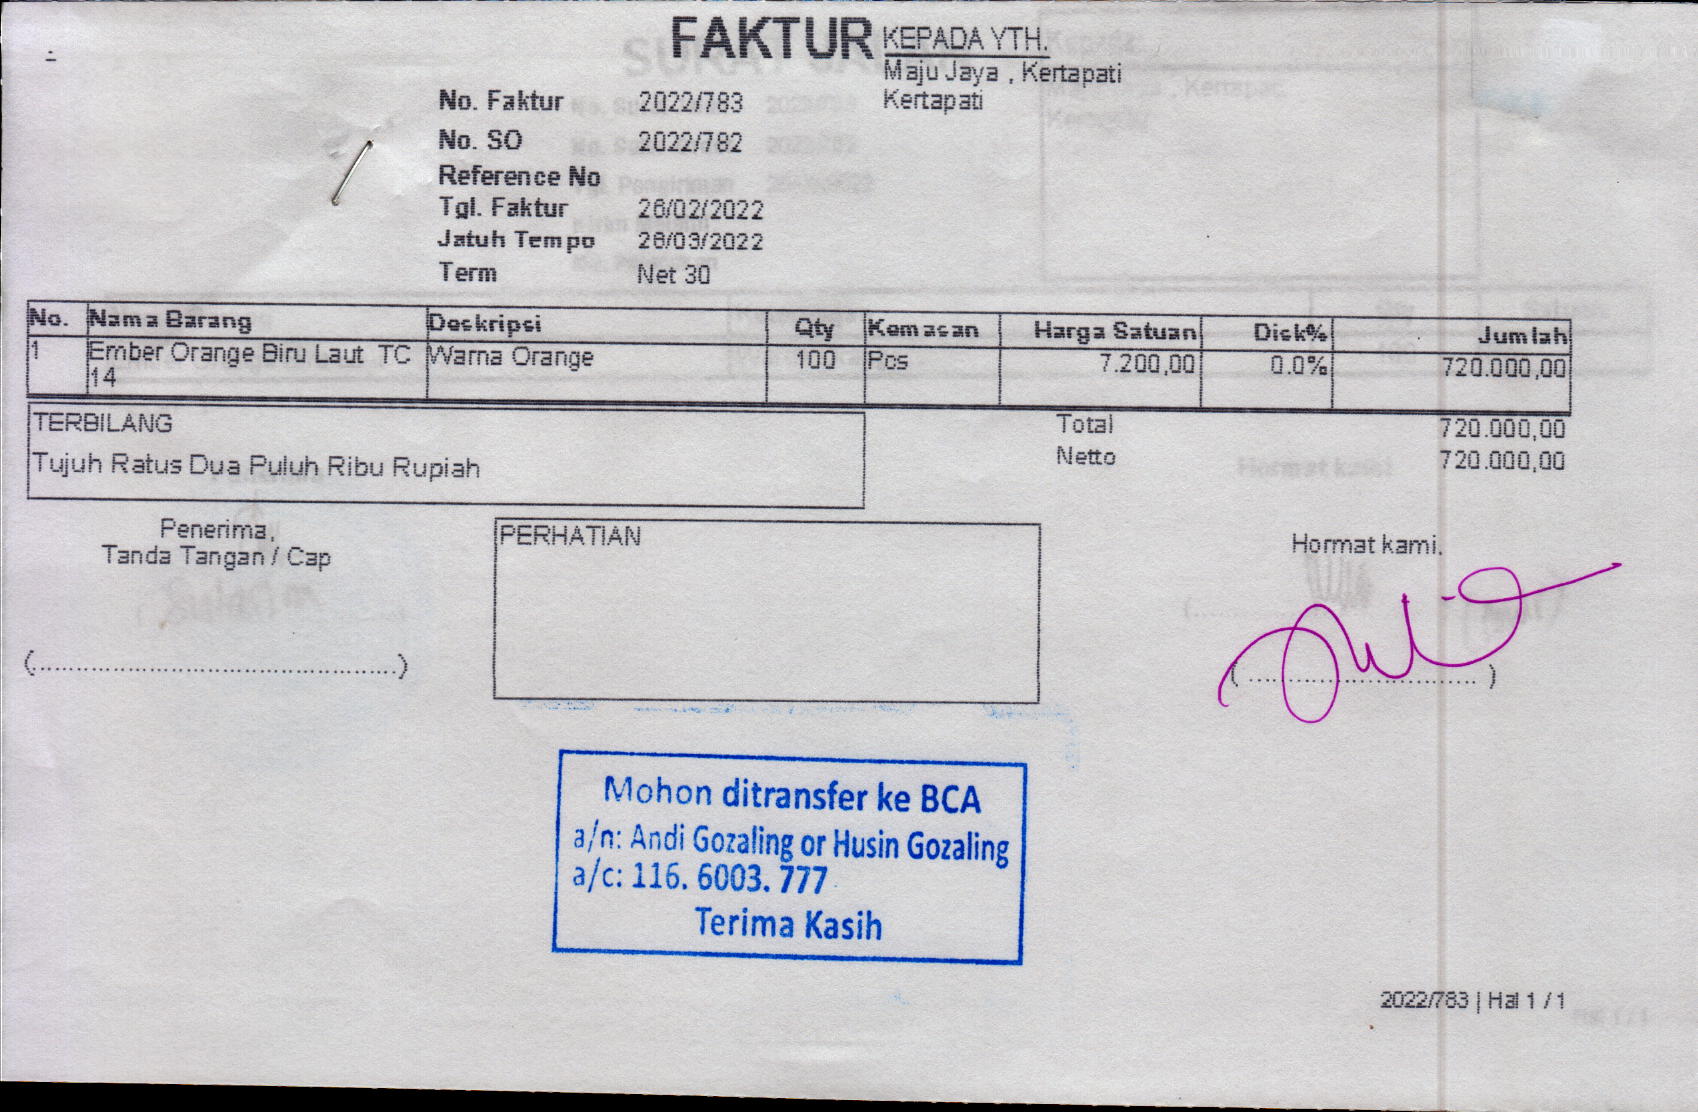 FAKTUR
KEPADA YTH.
Maju Jaya , Kertapati
Kertapati
No. Faktur 2022/783
No. SO 2022/782
Reference No
Tgl. Faktur 26/02/2022
Jatuh Tempo 28/03/2022
Term Net 30
No. Nama Barang Deskripsi Qty Kemasan Harga Satuan Disk% Jumlah
1 Ember Orange Biru Laut TC Warna Orange 100 Pcs 7.200,00 0.0% 720.000,00
14
TERBILANG Total 720.000,00
Tujuh Ratus Dua Puluh Ribu Rupiah Netto 720.000,00
Penerima,
Tanda Tangan / Cap
(..........................................)
PERHATIAN
Hormat kami.
( ............................ )
Mohon ditransfer ke BCA
a/n: Andi Gozaling or Husin Gozaling
a/c: 116. 6003. 777
Terima Kasih
2022/783 | Hal 1 / 1